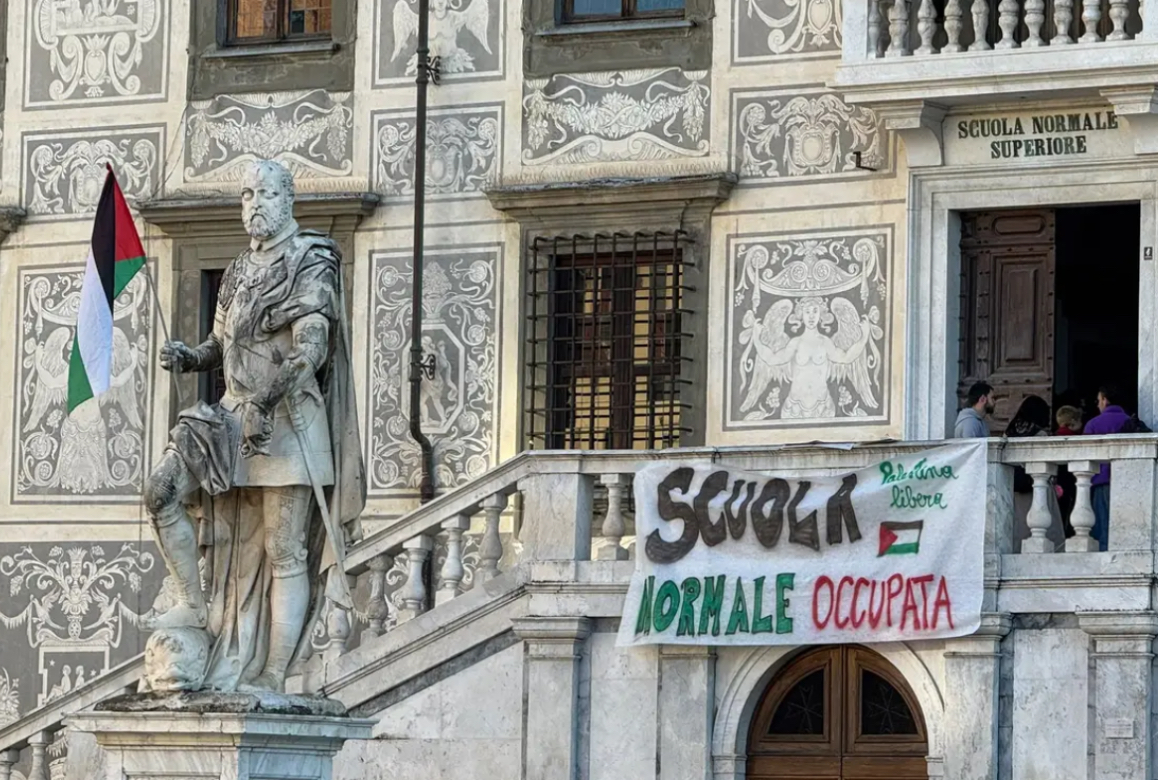 SCUOLA NORMALE
SUPERIORE
SCUOLA
Palestina
libera
NORMALE OCCUPATA